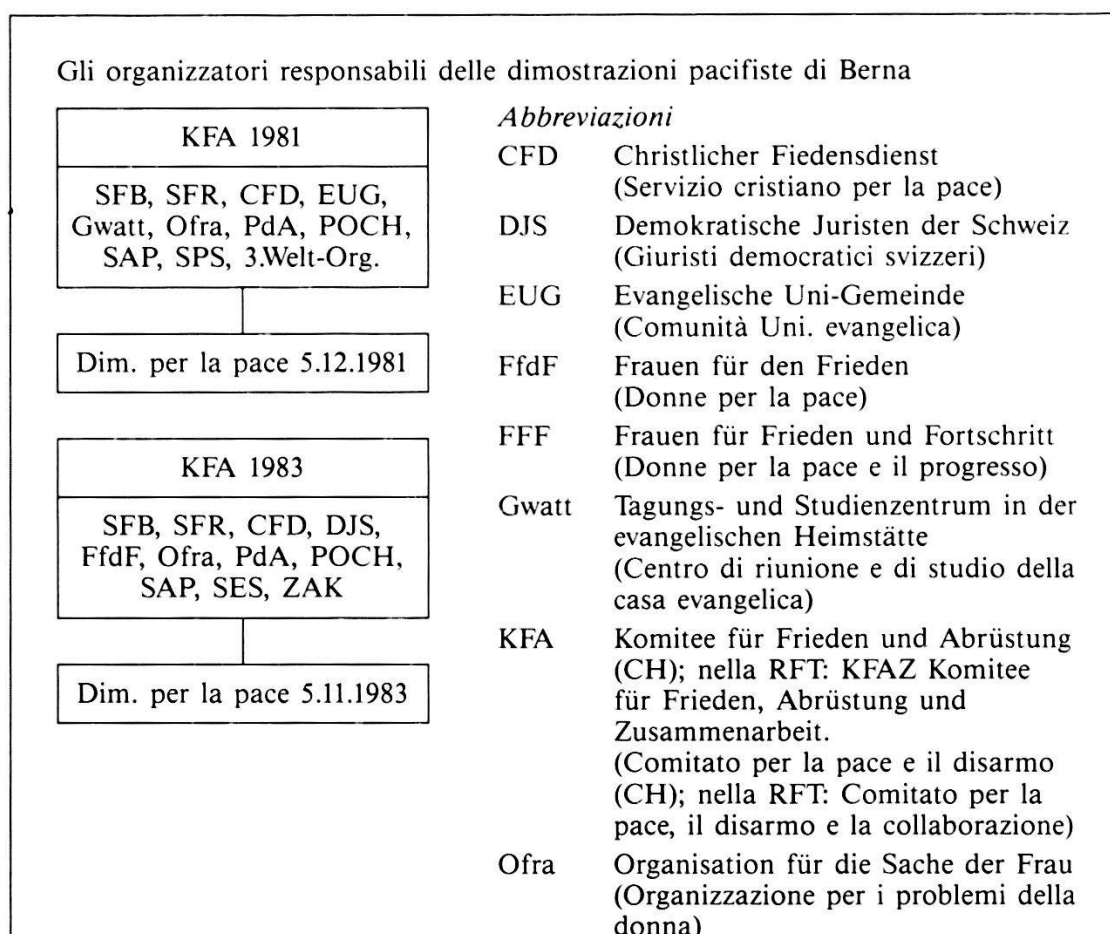 Gli organizzatori responsabili delle dimostrazioni pacifiste di Berna
KFA 1981
SFB, SFR, CFD, EUG,
Gwatt, Ofra, PdA, POCH,
SAP, SPS, 3.Welt-Org.
Dim. per la pace 5.12.1981
KFA 1983
SFB, SFR, CFD, DJS,
FfdF, Ofra, PdA, POCH,
SAP, SES, ZAK
Dim. per la pace 5.11.1983
Abbreviazioni
CFD Christlicher Fiedensdienst
(Servizio cristiano per la pace)
DJS Demokratische Juristen der Schweiz
(Giuristi democratici svizzeri)
EUG Evangelische Uni-Gemeinde
(Comunità Uni. evangelica)
FfdF Frauen für den Frieden
(Donne per la pace)
FFF Frauen für Frieden und Fortschritt
(Donne per la pace e il progresso)
Gwatt Tagungs- und Studienzentrum in der
evangelischen Heimstätte
(Centro di riunione e di studio della
casa evangelica)
KFA Komitee für Frieden und Abrüstung
(CH); nella RFT: KFAZ Komitee
für Frieden, Abrüstung und
Zusammenarbeit.
(Comitato per la pace e il disarmo
(CH); nella RFT: Comitato per la
pace, il disarmo e la collaborazione)
Ofra Organisation für die Sache der Frau
(Organizzazione per i problemi della
donna)